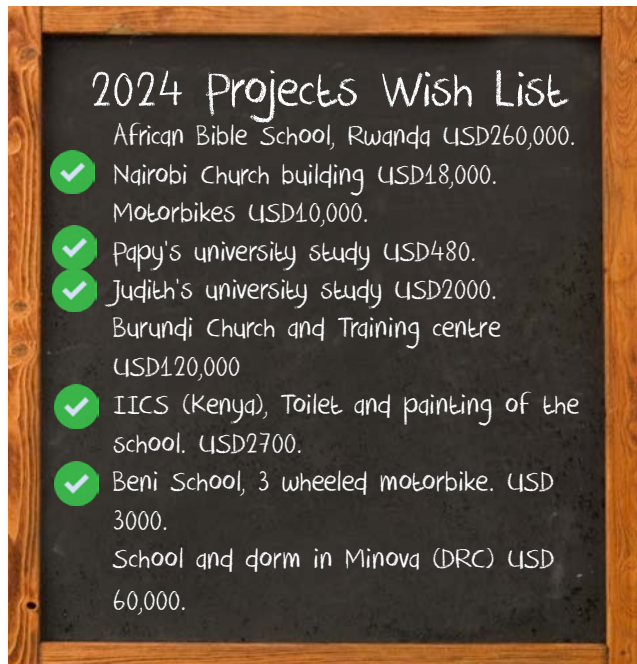 2024 Projects Wish List
African Bible School, Rwanda USD260,000.
Nairobi Church building USD18,000.
Motorbikes USD10,000.
Papy's university study USD480.
Judith's university study USD2000.
Burundi Church and Training centre
USD120,000
IICS (Kenya), Toilet and painting of the
school. USD2700.
Beni School, 3 wheeled motorbike. USD
3000.
School and dorm in Minova (DRC) USD
60,000.